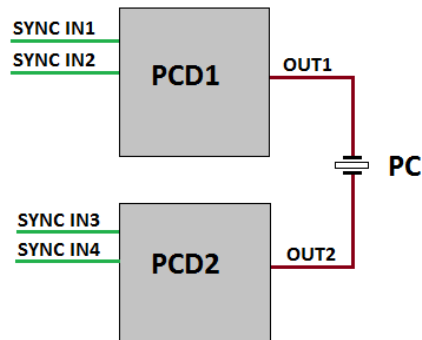 SYNC IN1
SYNC IN2
PCD1
OUT1
PC
SYNC IN3
SYNC IN4
PCD2
OUT2